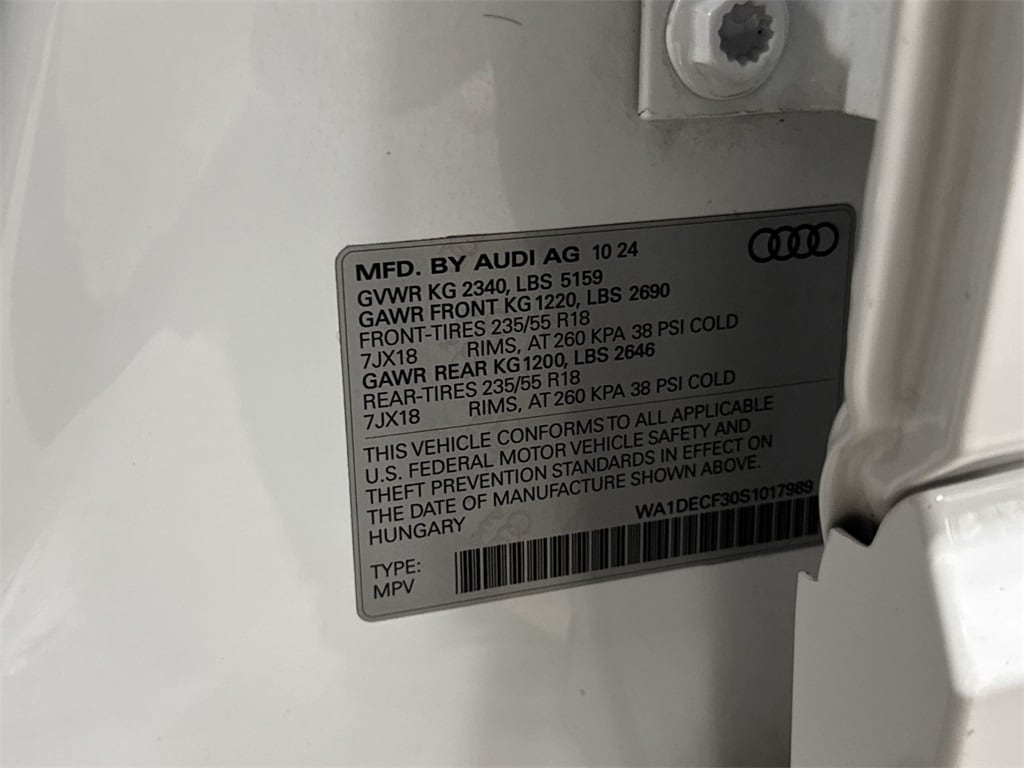 MFD. BY AUDI AG 10 24
GVWR KG 2340, LBS 5159
GAWR FRONT KG 1220, LBS 2690
FRONT-TIRES 235/55 R18
7JX18 RIMS, AT 260 KPA 38 PSI COLD
GAWR REAR KG 1200, LBS 2646
REAR-TIRES 235/55 R18
7JX18 RIMS, AT 260 KPA 38 PSI COLD
THIS VEHICLE CONFORMS TO ALL APPLICABLE
U.S. FEDERAL MOTOR VEHICLE SAFETY AND
THEFT PREVENTION STANDARDS IN EFFECT ON
THE DATE OF MANUFACTURE SHOWN ABOVE.
HUNGARY WA1DECF30S1017989
TYPE:
MPV